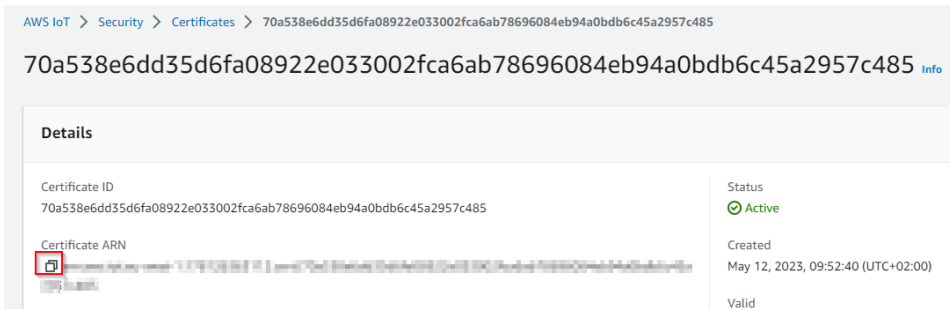 AWS IoT > Security > Certificates > 70a538e6dd35d6fa08922e033002fca6ab78696084eb94a0bdb6c45a2957c485
70a538e6dd35d6fa08922e033002fca6ab78696084eb94a0bdb6c45a2957c485 Info
Details
Certificate ID
70a538e6dd35d6fa08922e033002fca6ab78696084eb94a0bdb6c45a2957c485
Certificate ARN
Status
Active
Created
May 12, 2023, 09:52:40 (UTC+02:00)
Valid